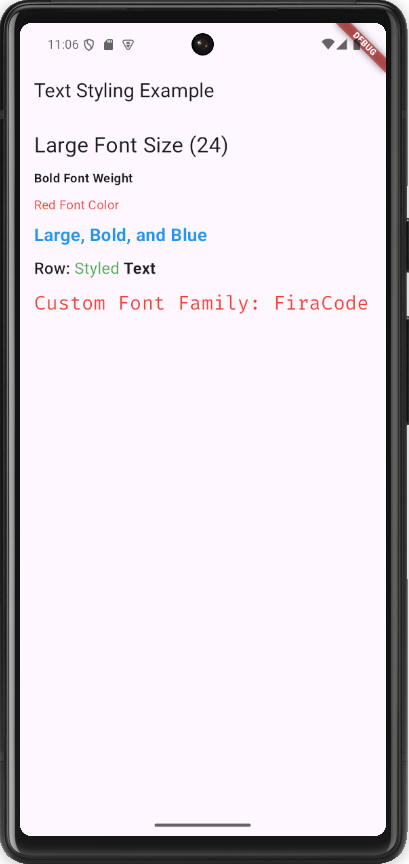 11:06
DEBUG
Text Styling Example
Large Font Size (24)
Bold Font Weight
Red Font Color
Large, Bold, and Blue
Row: Styled Text
Custom Font Family: FiraCode